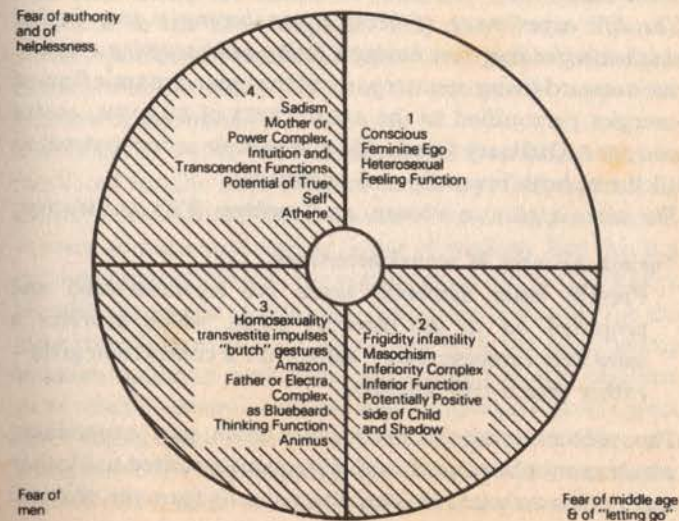 Fear of authority
and of
helplessness.
4.
Sadism
Mother or
Power Complex
Intuition and
Transcendent Functions
Potential of True
Self
Athene
1
Conscious
Feminine Ego
Heterosexual
Feeling Function
3.
Homosexuality
transvestite impulses
"butch" gestures
Amazon
Father or Electra
Complex
as Bluebeard
Thinking Function
Animus
2
Frigidity infantility
Masochism
Inferiority Complex
Inferior Function
Potentially Positive
side of Child
and Shadow
Fear of
men
Fear of middle age
& of "letting go"